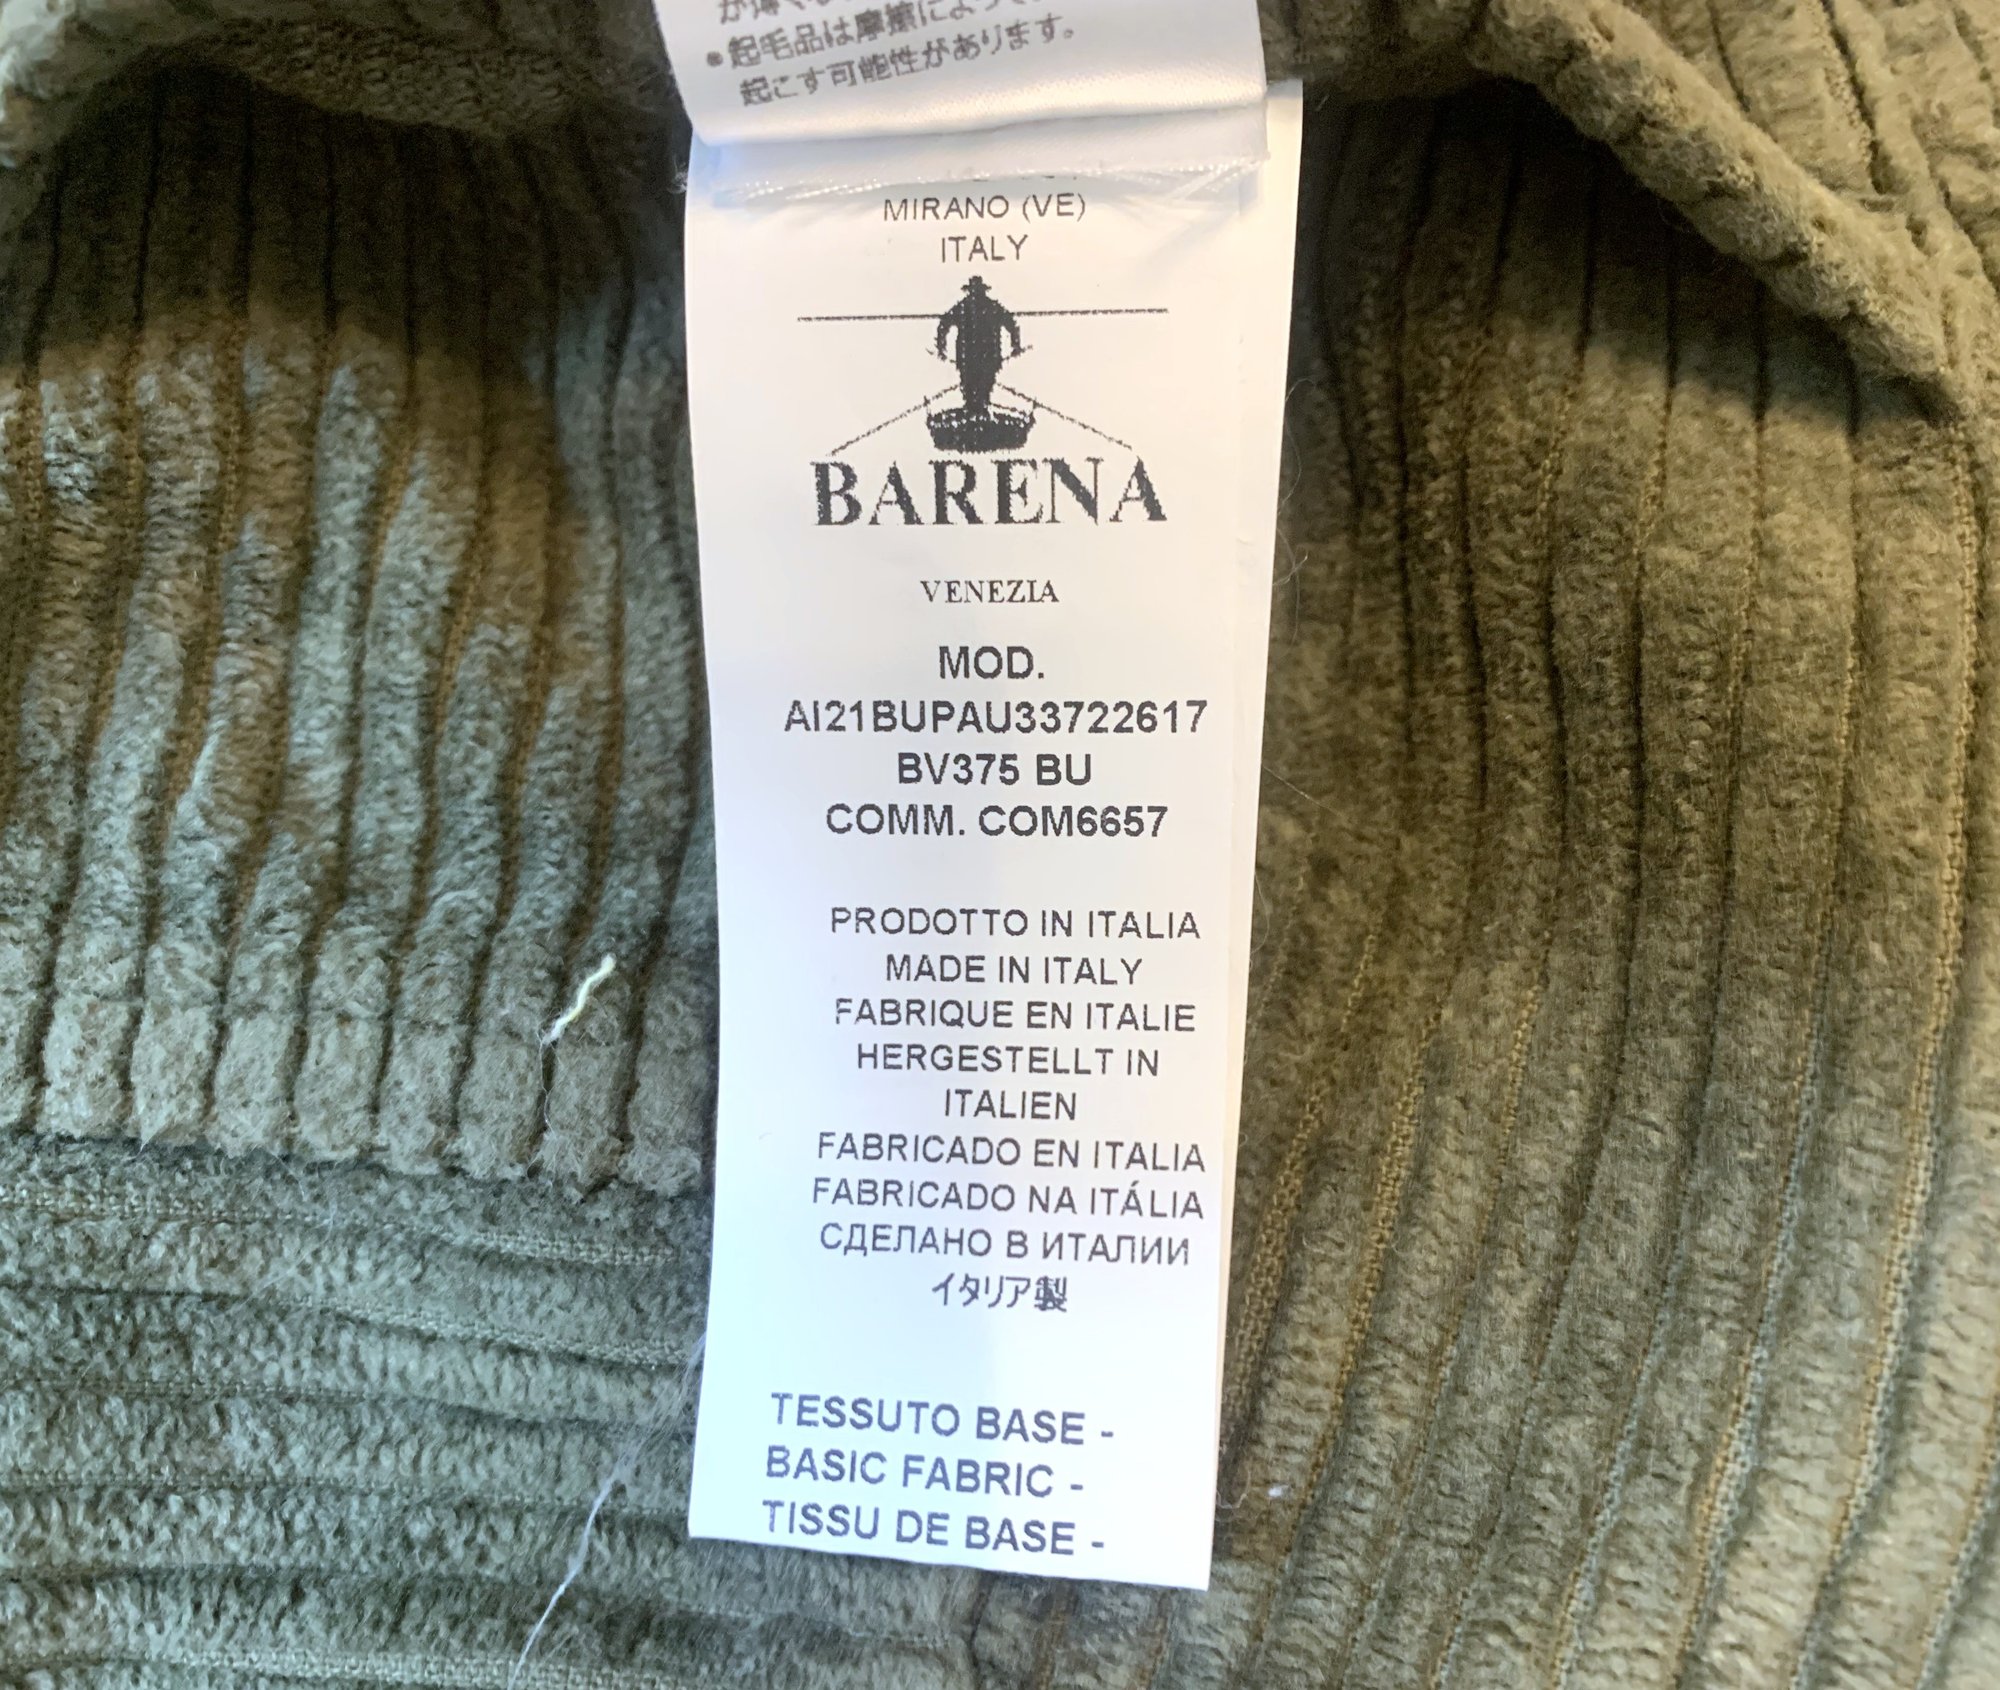 • 起毛品は摩擦によって
起こす可能性があります。
MIRANO (VE)
ITALY
BARENA
VENEZIA
MOD.
AI21BUPAU33722617
BV375 BU
COMM. COM6657
PRODOTTO IN ITALIA
MADE IN ITALY
FABRIQUE EN ITALIE
HERGESTELLT IN
ITALIEN
FABRICADO EN ITALIA
FABRICADO NA ITÁLIA
СДЕЛАНО В ИТАЛИИ
イタリア製
TESSUTO BASE -
BASIC FABRIC -
TISSU DE BASE -